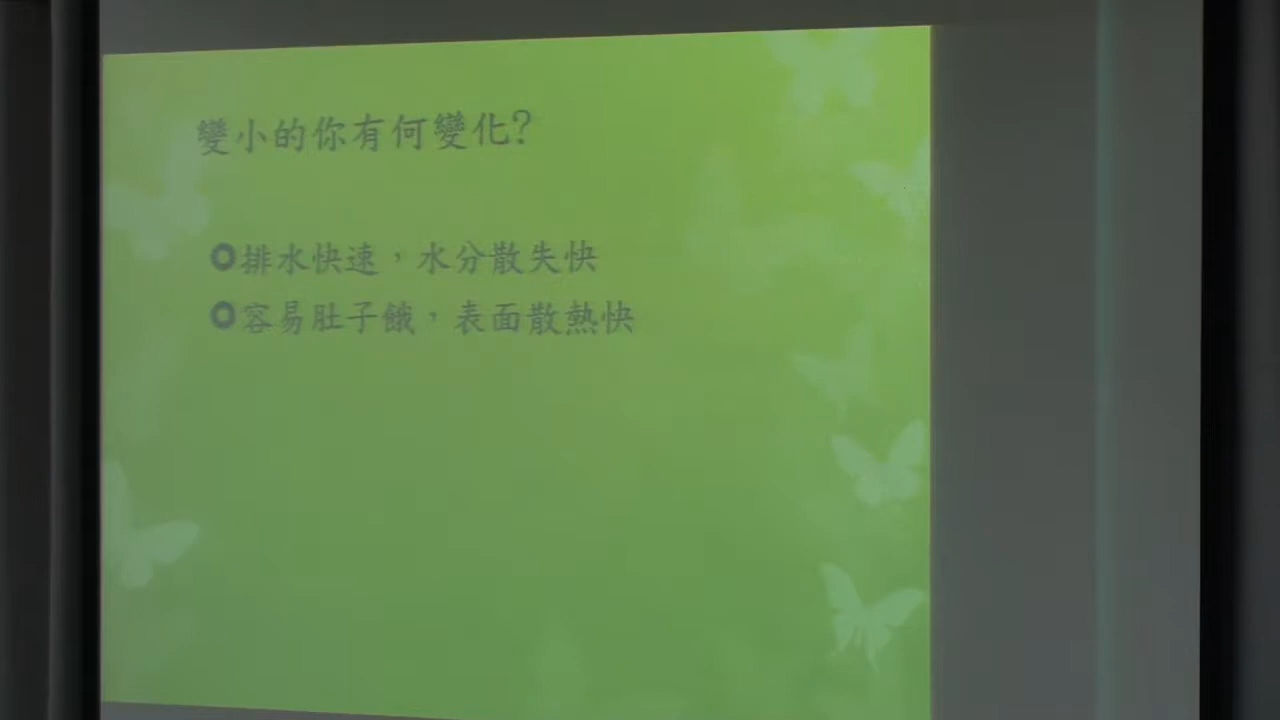 變小的你有何變化?
排水快速，水分散失快
容易肚子餓，表面散熱快